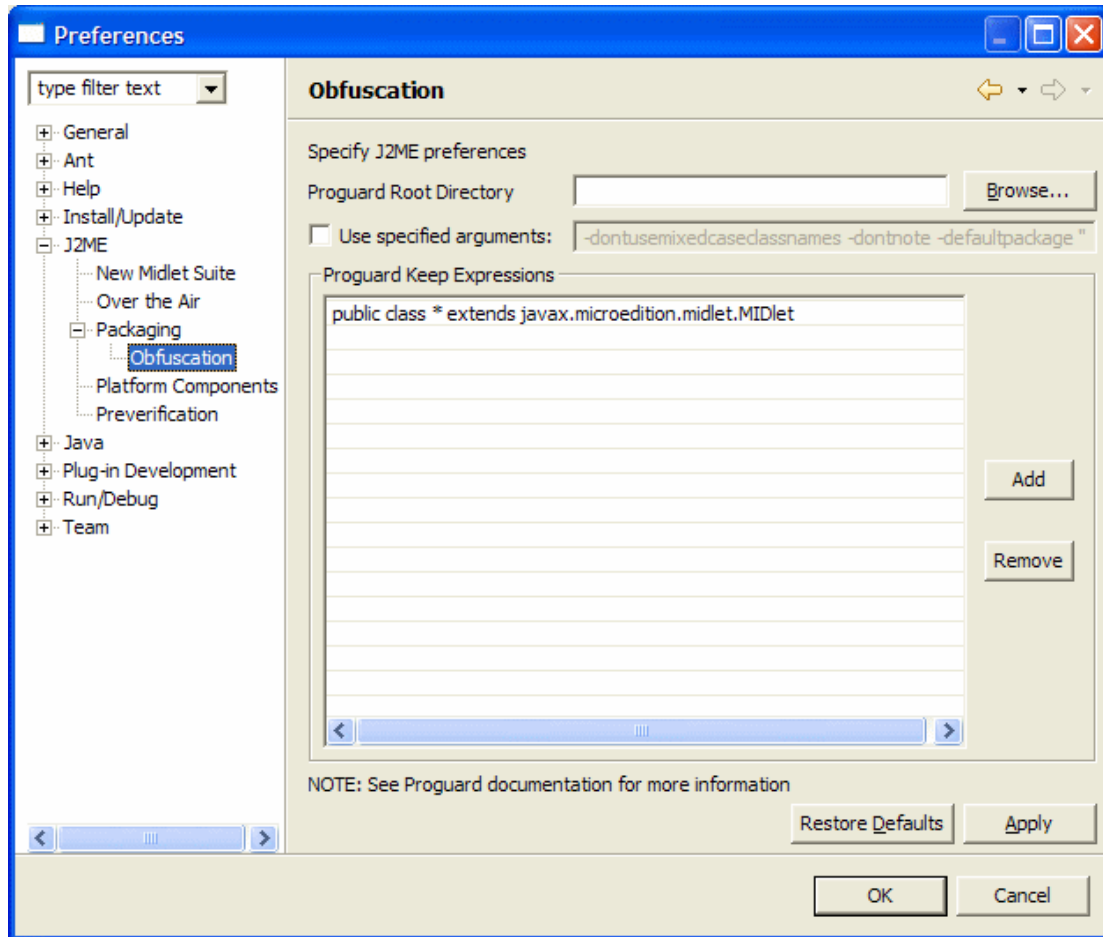 Preferences
type filter text
General
Ant
Help
Install/Update
J2ME
New Midlet Suite
Over the Air
Packaging
Obfuscation
Platform Components
Preverification
Java
Plug-in Development
Run/Debug
Team
Obfuscation
Specify J2ME preferences
Proguard Root Directory
Browse...
Use specified arguments:
-dontusemixedcaseclassnames -dontnote -defaultpackage "
Proguard Keep Expressions
public class * extends javax.microedition.midlet.MIDlet
Add
Remove
NOTE: See Proguard documentation for more information
Restore Defaults
Apply
OK
Cancel